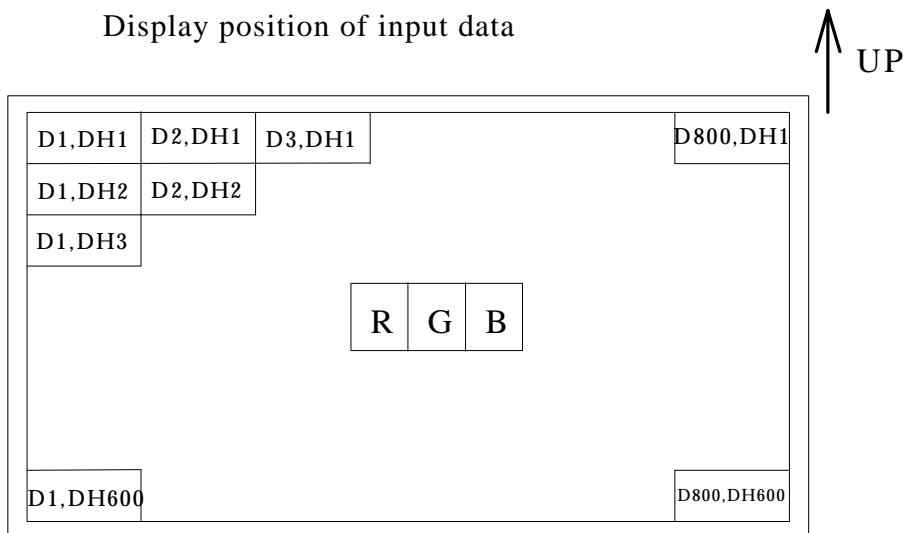 Display position of input data
UP
D1,DH1 D2,DH1 D3,DH1 D800,DH1
D1,DH2 D2,DH2
D1,DH3
R G B
D1,DH600 D800,DH600